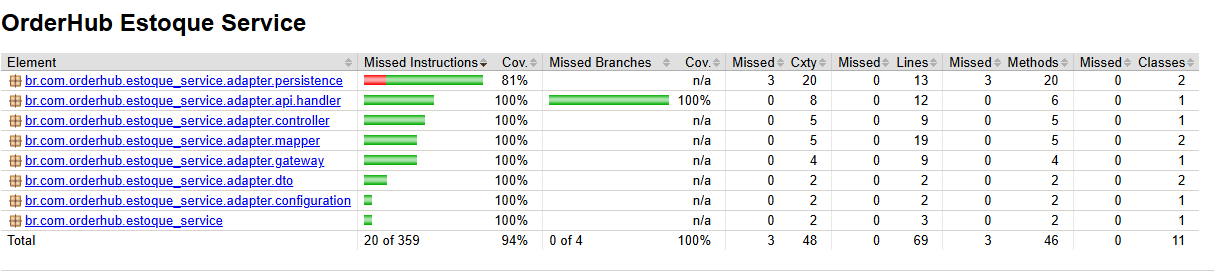 OrderHub Estoque Service
Element Missed Instructions Cov. Missed Branches Cov. Missed Cxty Missed Lines Missed Methods Missed Classes
br.com.orderhub.estoque_service.adapter.persistence 81% n/a 3 20 0 13 3 20 0 2
br.com.orderhub.estoque_service.adapter.api.handler 100% 100% 0 8 0 12 0 6 0 1
br.com.orderhub.estoque_service.adapter.controller 100% n/a 0 5 0 9 0 5 0 1
br.com.orderhub.estoque_service.adapter.mapper 100% n/a 0 5 0 19 0 5 0 2
br.com.orderhub.estoque_service.adapter.gateway 100% n/a 0 4 0 9 0 4 0 1
br.com.orderhub.estoque_service.adapter.dto 100% n/a 0 2 0 2 0 2 0 2
br.com.orderhub.estoque_service.adapter.configuration 100% n/a 0 2 0 2 0 2 0 1
br.com.orderhub.estoque_service 100% n/a 0 2 0 3 0 2 0 1
Total 20 of 359 94% 0 of 4 100% 3 48 0 69 3 46 0 11